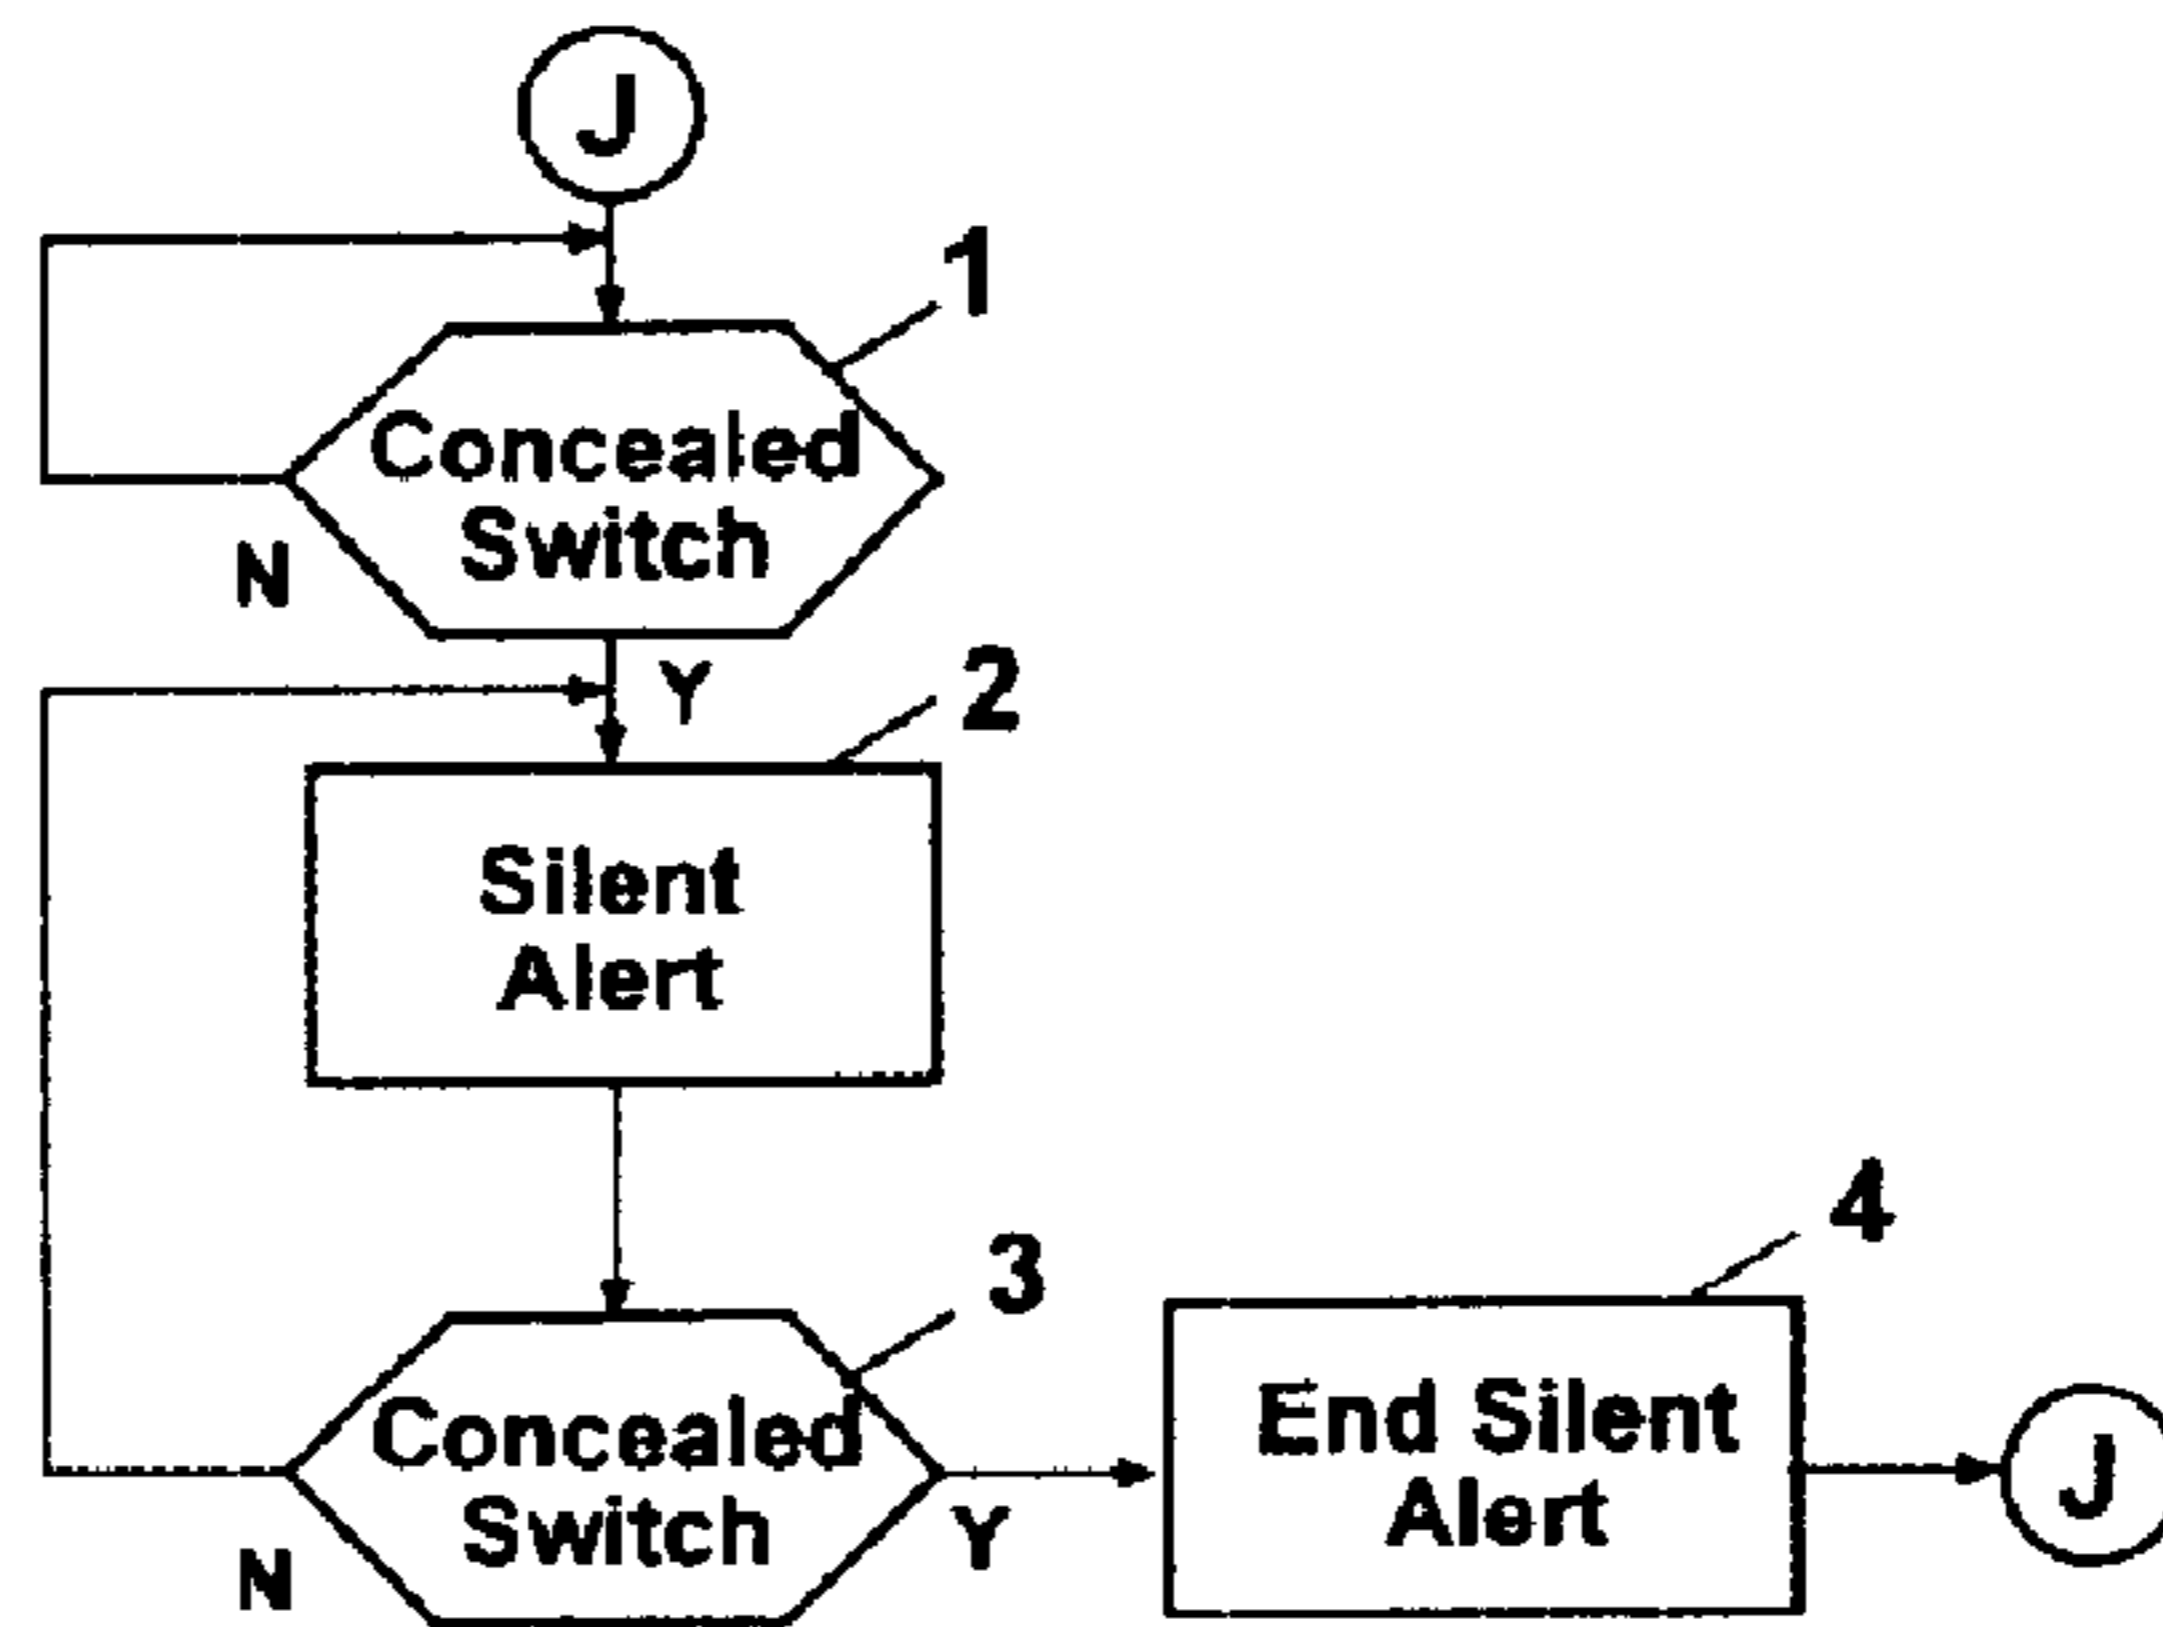 J
1
Concealed
Switch
N
Y
2
Silent
Alert
3
4
Concealed
Switch
N
Y
End Silent
Alert
J